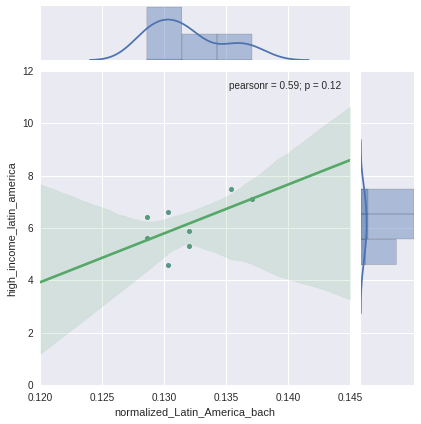 pearsonr = 0.59; p = 0.12
12
10
8
6
4
2
0
high_income_latin_america
0.120 0.125 0.130 0.135 0.140 0.145
normalized_Latin_America_bach